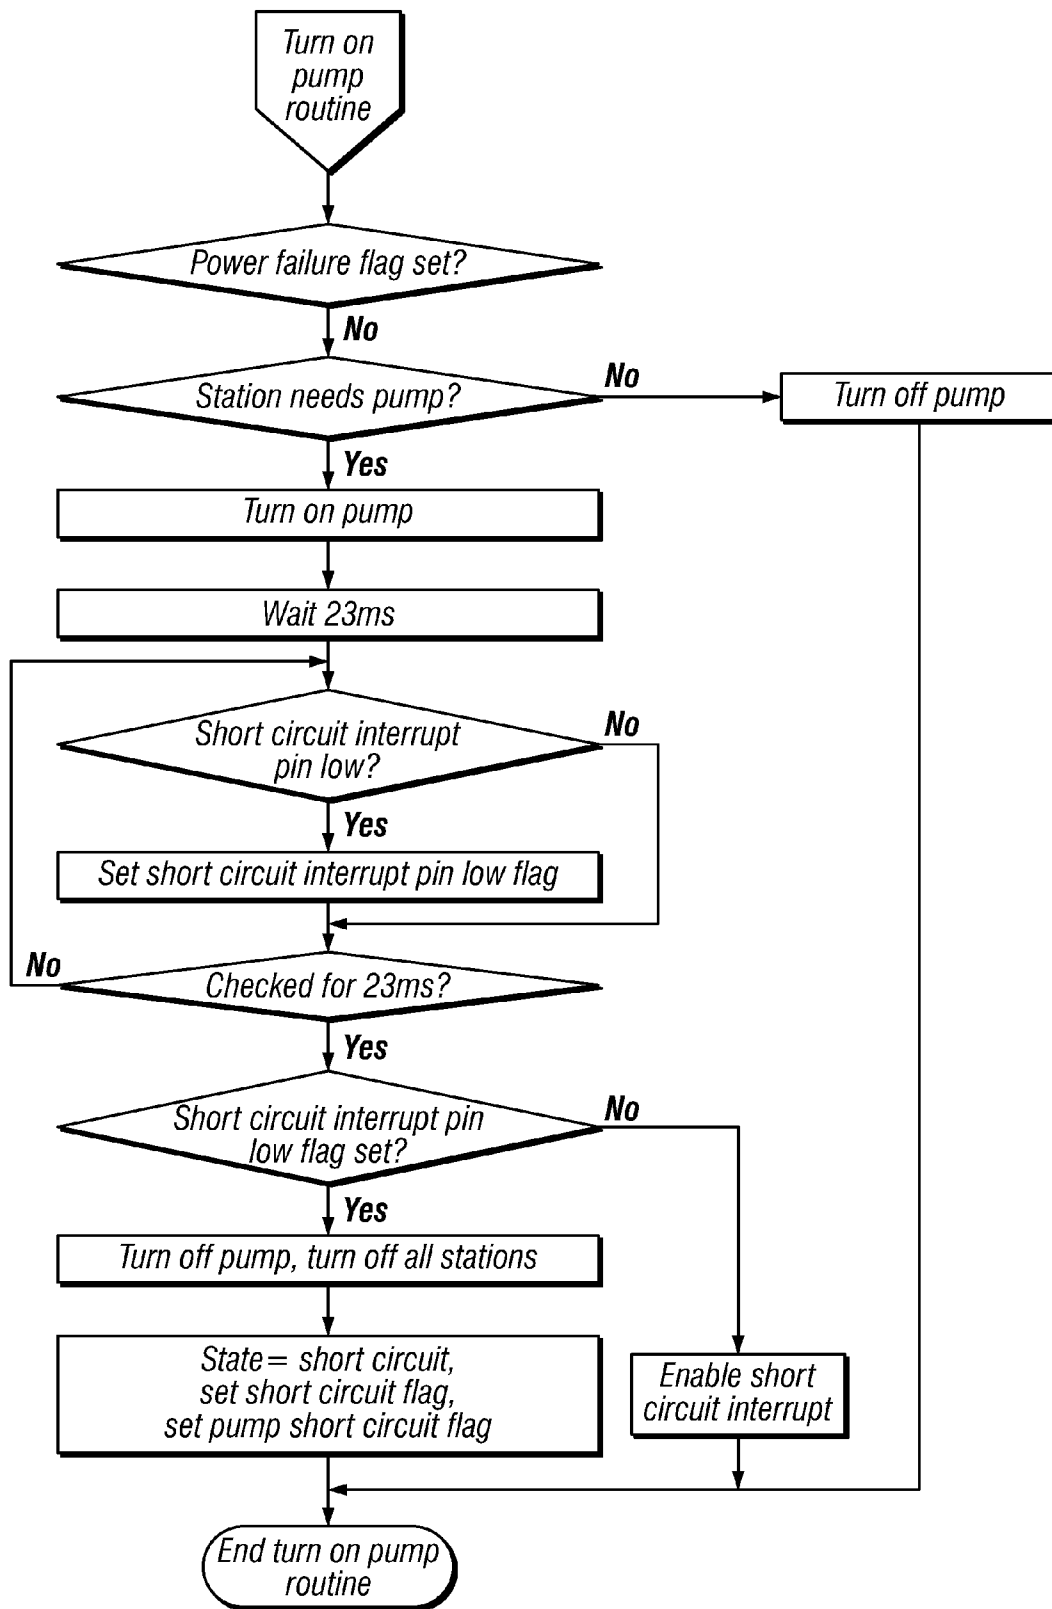 Turn on
pump
routine
Power failure flag set?
No
Station needs pump?
No
Turn off pump
Yes
Turn on pump
Wait 23ms
Short circuit interrupt
pin low?
No
Yes
Set short circuit interrupt pin low flag
No
Checked for 23ms?
Yes
Short circuit interrupt pin
low flag set?
No
Yes
Turn off pump, turn off all stations
State= short circuit,
set short circuit flag,
set pump short circuit flag
Enable short
circuit interrupt
End turn on pump
routine